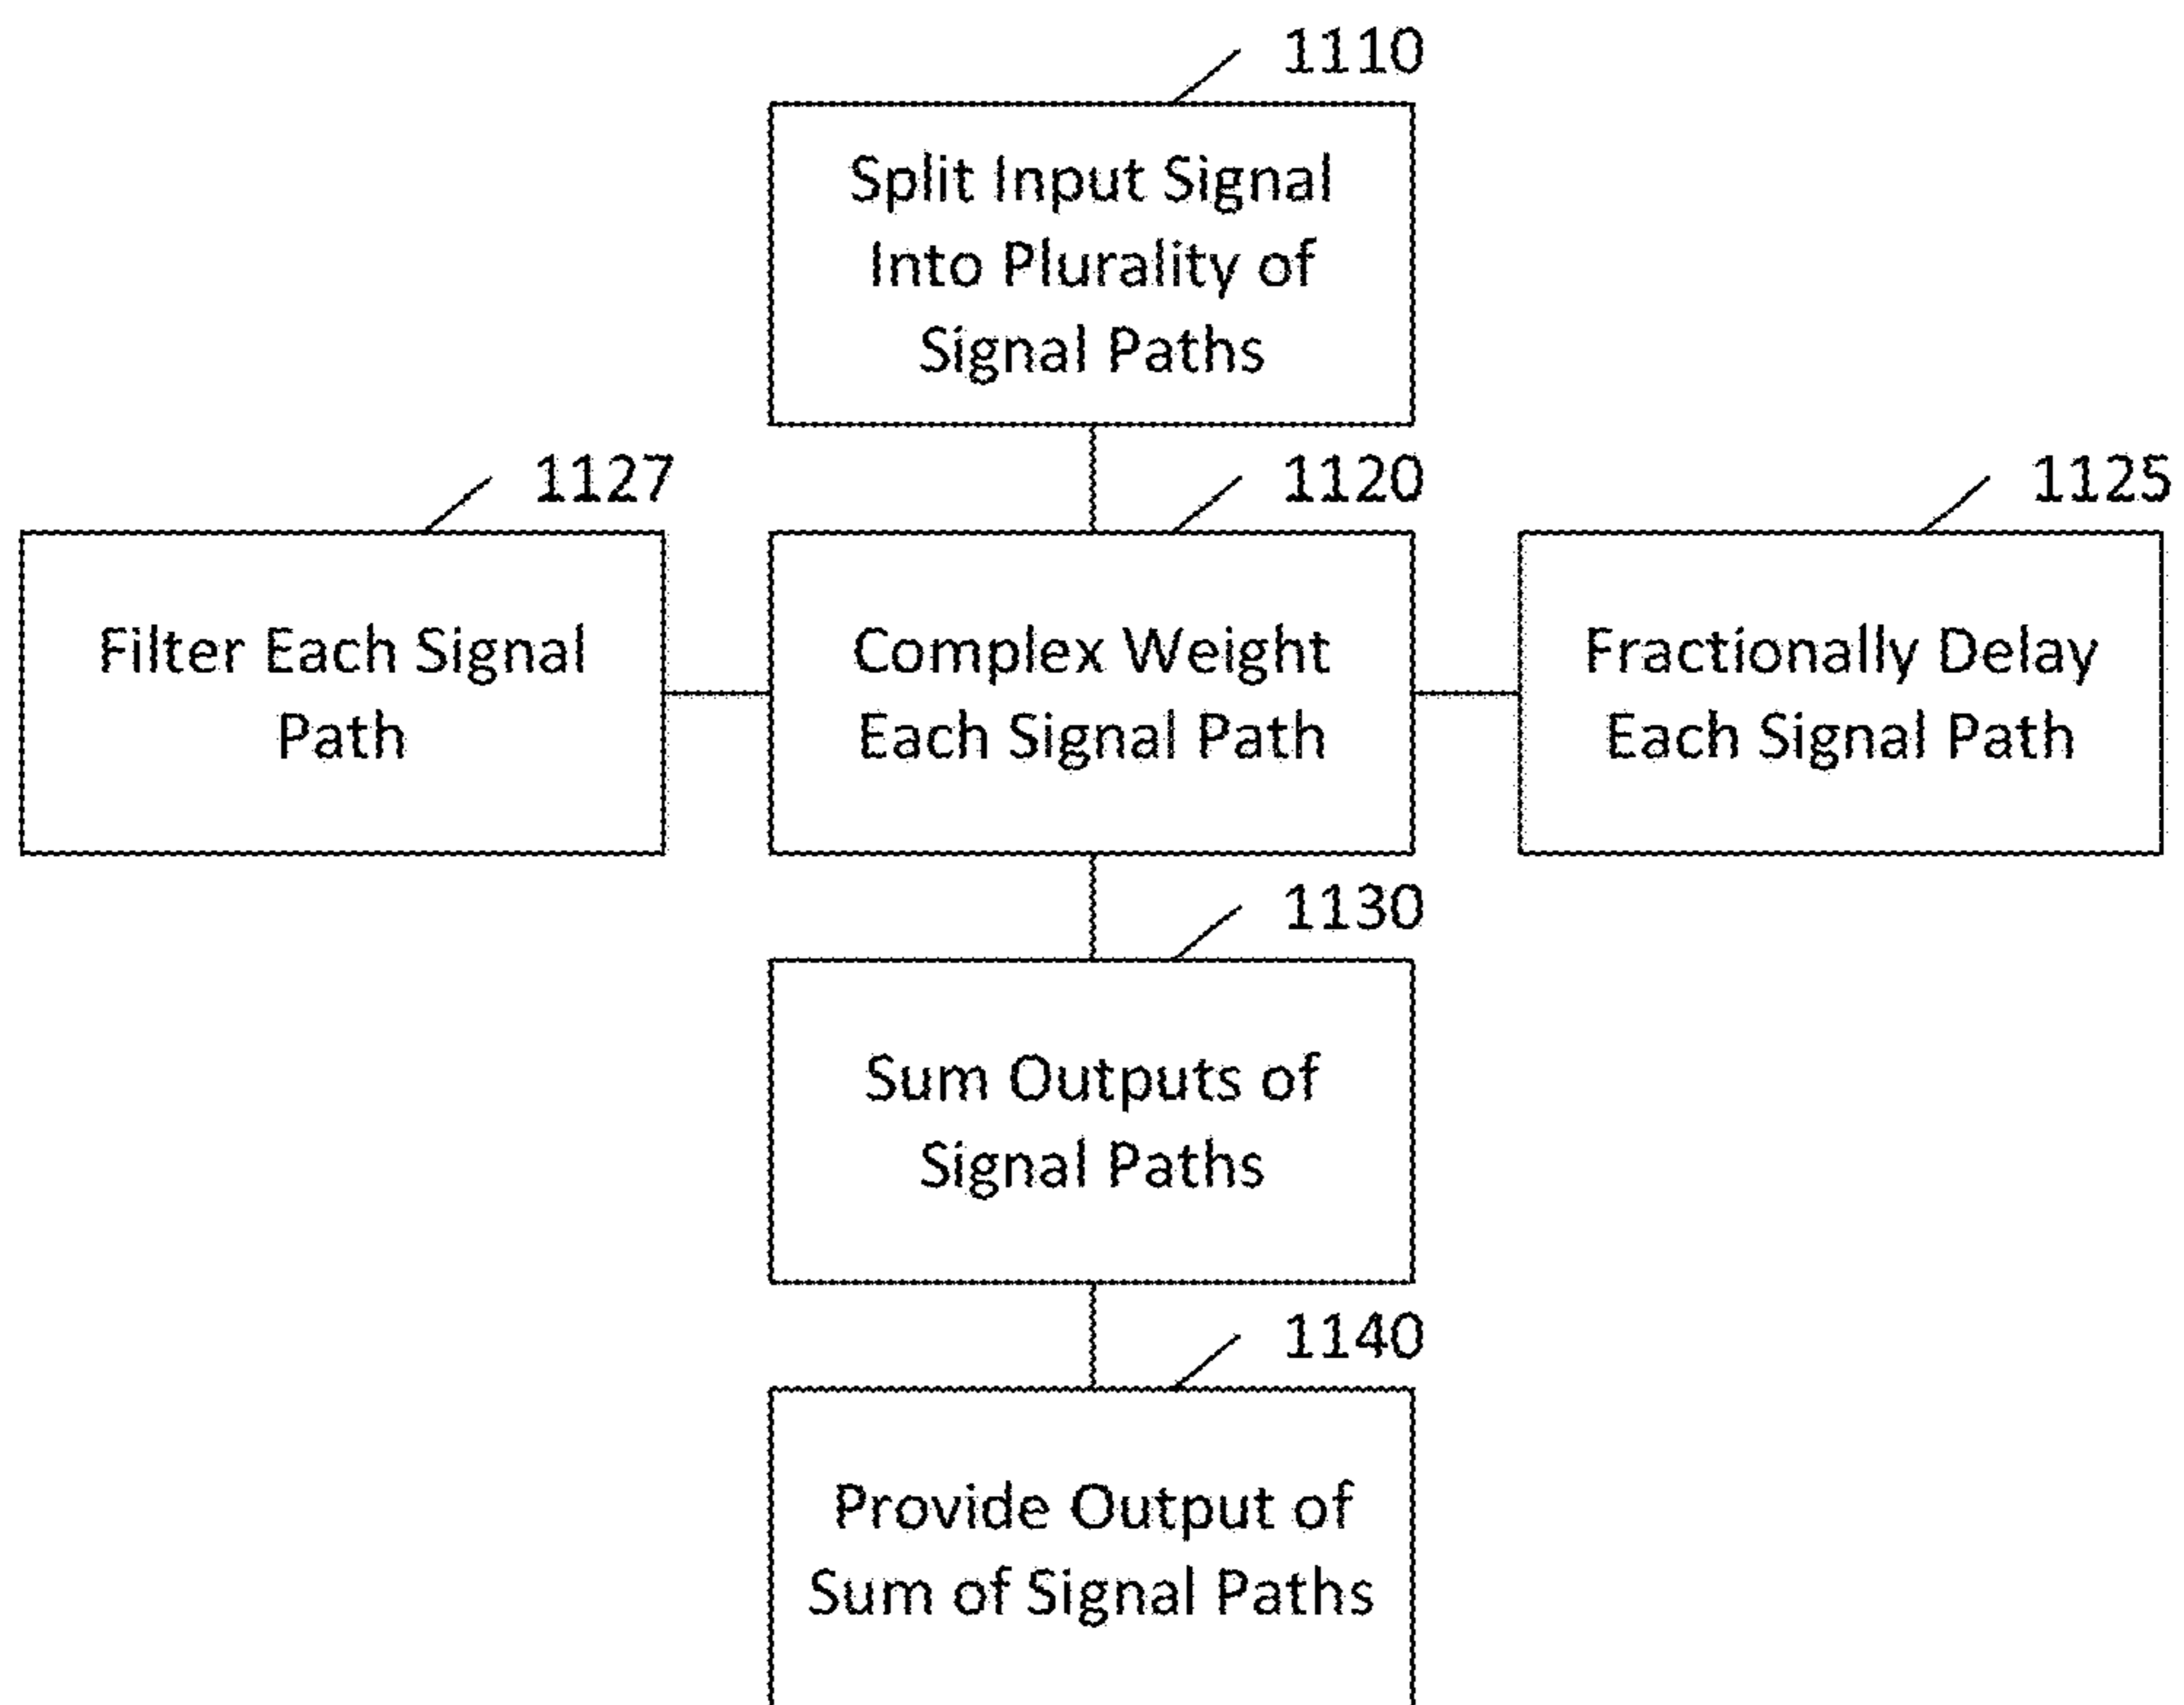 1110
Split Input Signal
Into Plurality of
Signal Paths
1127
1120
1125
Filter Each Signal
Path
Complex Weight
Each Signal Path
Fractionally Delay
Each Signal Path
1130
Sum Outputs of
Signal Paths
1140
Provide Output of
Sum of Signal Paths